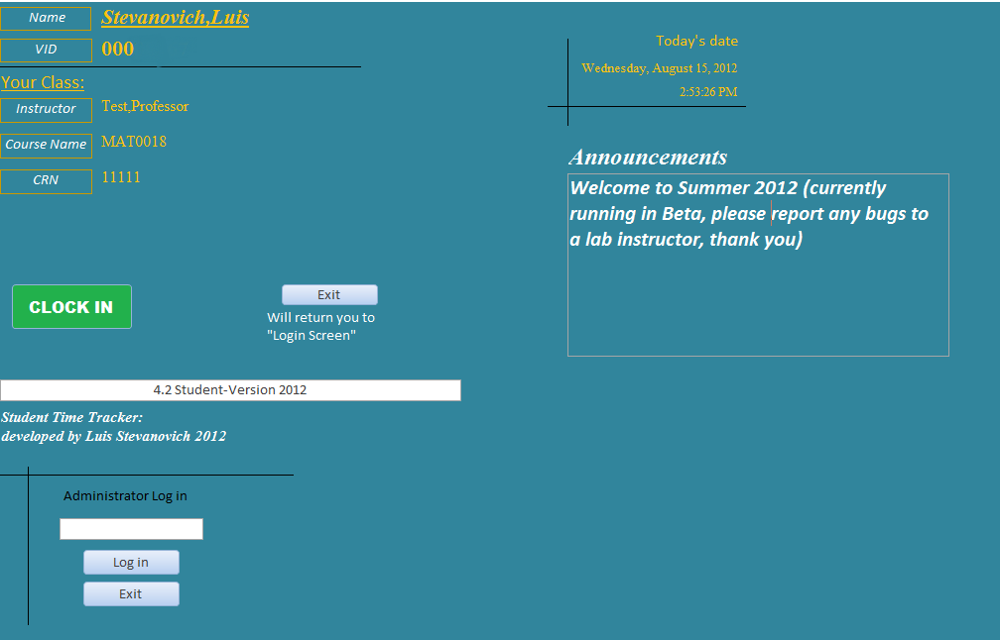 Name Stevanovich,Luis
VID 000
Your Class:
Instructor Test,Professor
Course Name MAT0018
CRN 11111
Today's date
Wednesday, August 15, 2012
2:53:26 PM
Announcements
Welcome to Summer 2012 (currently
running in Beta, please report any bugs to
a lab instructor, thank you)
CLOCK IN
Exit
Will return you to
"Login Screen"
4.2 Student-Version 2012
Student Time Tracker:
developed by Luis Stevanovich 2012
Administrator Log in
Log in
Exit